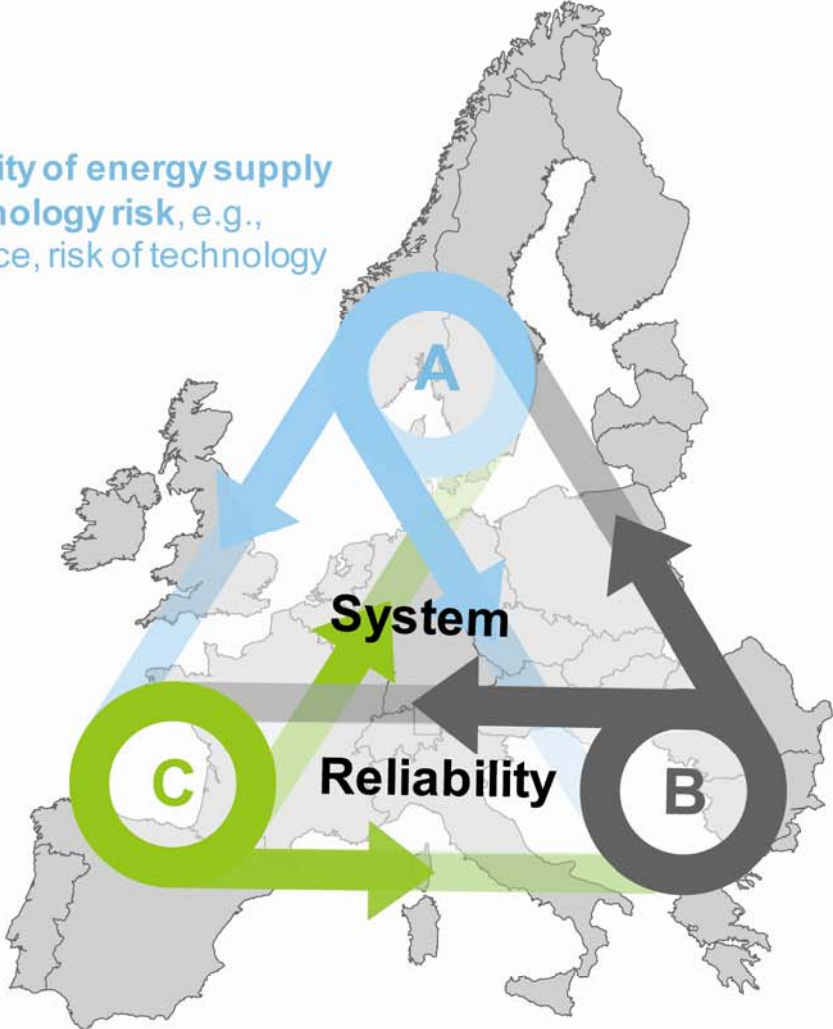 ity of energy supply
nology risk, e.g.,
ce, risk of technology
A
System
Reliability
C
B